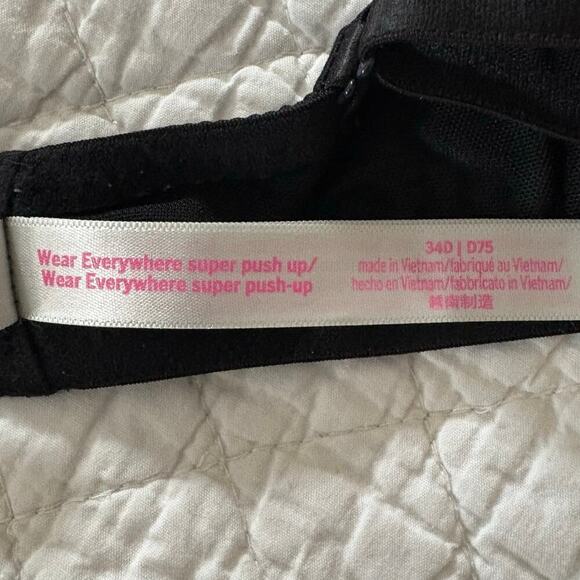 Wear Everywhere super push up/
Wear Everywhere super push-up
34D | D75
made in Vietnam/fabriqué au Vietnam/
hecho en Vietnam/fabbricato in Vietnam/
越南制造